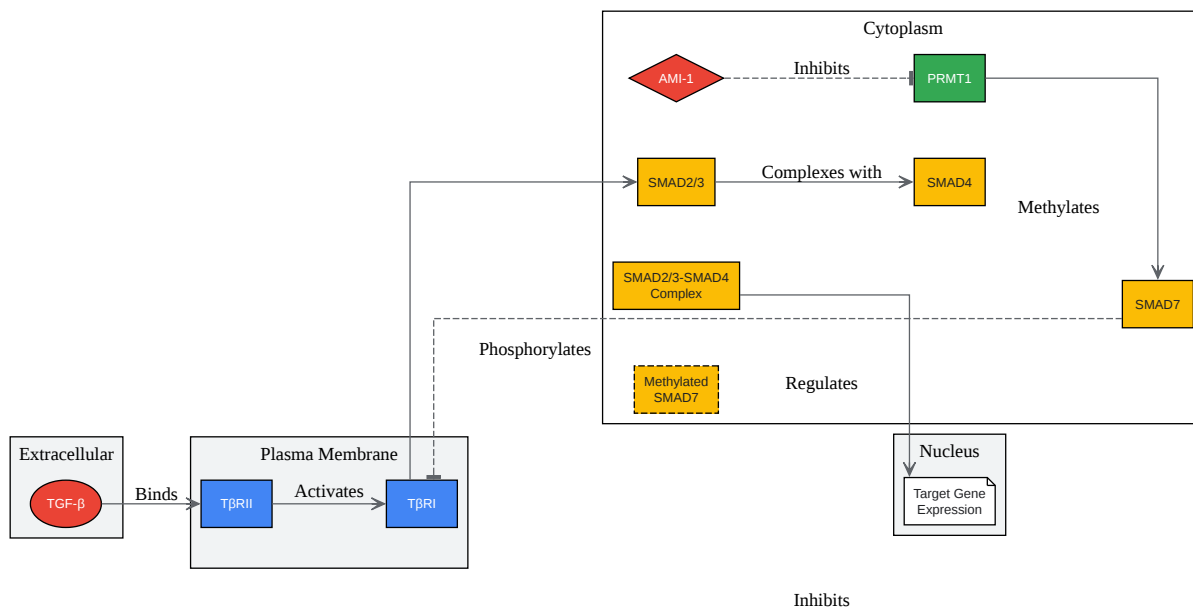 Cytoplasm
AMI-1
Inhibits
PRMT1
SMAD2/3
Complexes with
SMAD4
Methylates
SMAD2/3-SMAD4
Complex
SMAD7
Phosphorylates
Methylated
SMAD7
Regulates
Extracellular
TGF-β
Binds
Plasma Membrane
TβRII
Activates
TβRI
Nucleus
Target Gene
Expression
Inhibits